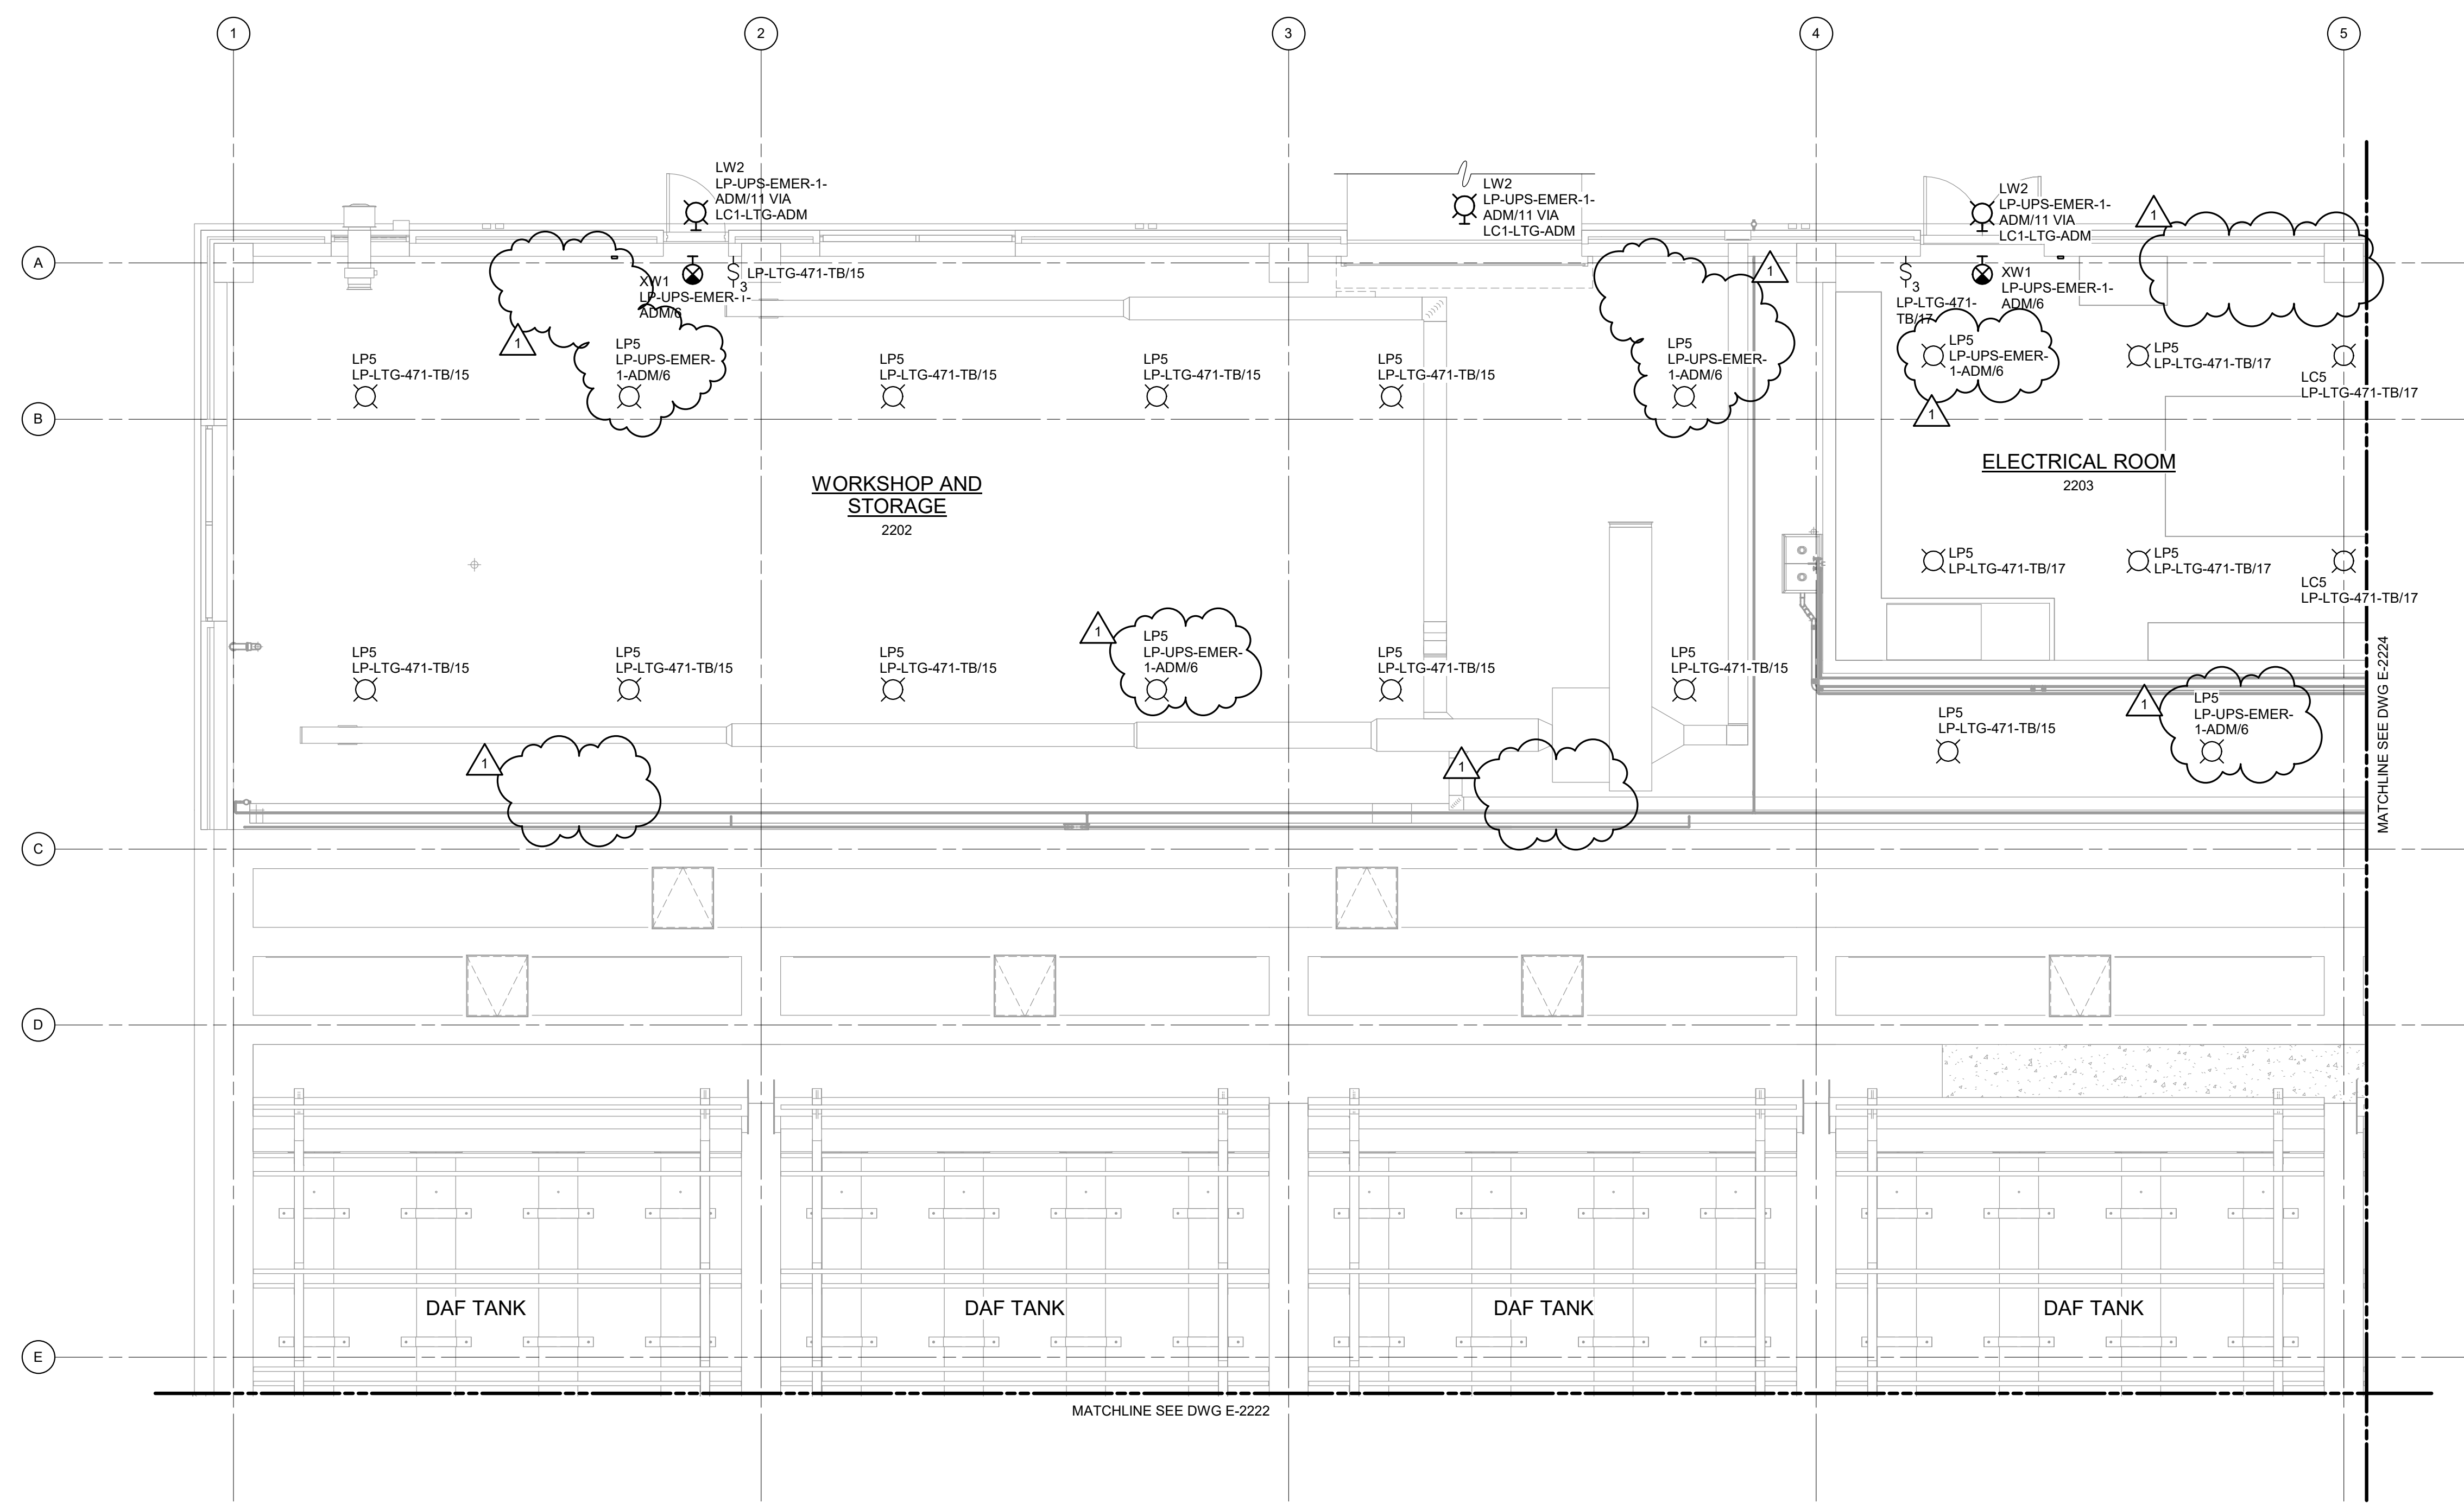 1
2
3
4
5
LW2
LP-UPS-EMER-1-
ADM/11 VIA
LC1-LTG-ADM
LW2
LP-UPS-EMER-1-
ADM/11 VIA
LC1-LTG-ADM
LW2
LP-UPS-EMER-1-
ADM/11 VIA
LC1-LTG-ADM
1
A
XW1
LP-UPS-EMER-1-
ADM/6
S
3
LP-LTG-471-TB/15
1
S
3
LP-LTG-471-
TB/17
XW1
LP-UPS-EMER-1-
ADM/6
1
LP5
LP-LTG-471-TB/15
LP5
LP-UPS-EMER-
1-ADM/6
LP5
LP-LTG-471-TB/15
LP5
LP-LTG-471-TB/15
LP5
LP-LTG-471-TB/15
LP5
LP-UPS-EMER-
1-ADM/6
LP5
LP-UPS-EMER-
1-ADM/6
LP5
LP-LTG-471-TB/17
LC5
LP-LTG-471-TB/17
B
1
WORKSHOP AND
STORAGE
2202
ELECTRICAL ROOM
2203
LP5
LP-LTG-471-TB/17
LP5
LP-LTG-471-TB/17
LC5
LP-LTG-471-TB/17
LP5
LP-LTG-471-TB/15
LP5
LP-LTG-471-TB/15
LP5
LP-LTG-471-TB/15
1
LP5
LP-UPS-EMER-
1-ADM/6
LP5
LP-LTG-471-TB/15
LP5
LP-LTG-471-TB/15
LP5
LP-LTG-471-TB/15
1
LP5
LP-UPS-EMER-
1-ADM/6
MATCHLINE SEE DWG E-2224
1
1
C
D
DAF TANK
DAF TANK
DAF TANK
DAF TANK
E
MATCHLINE SEE DWG E-2222